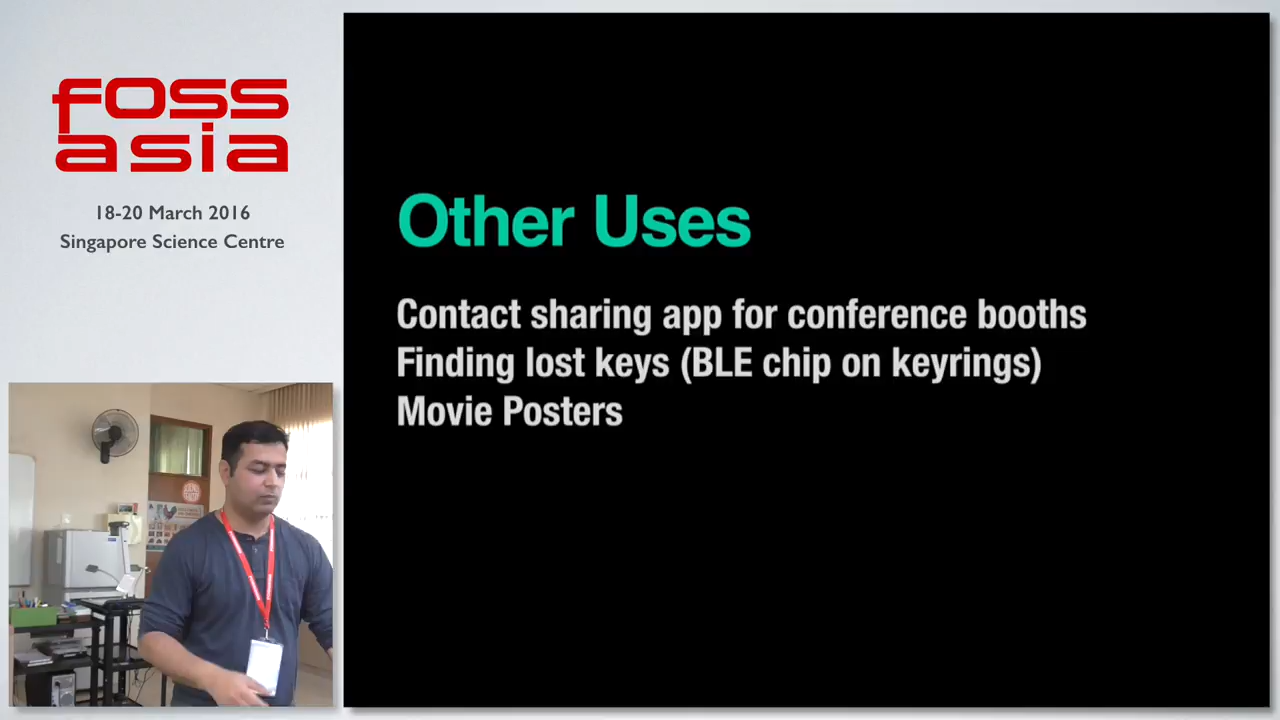 foss
asia
18-20 March 2016
Singapore Science Centre
Other Uses
Contact sharing app for conference booths
Finding lost keys (BLE chip on keyrings)
Movie Posters